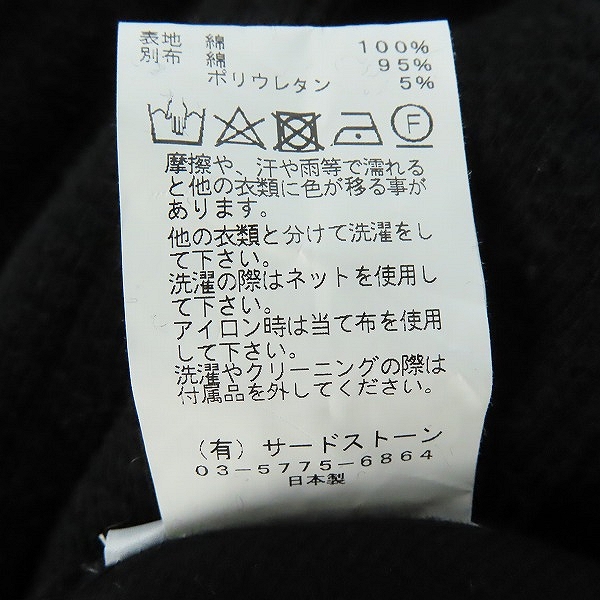 表地 綿 100%
別布 綿 95%
ポリウレタン 5%
F
摩擦や、汗や雨等で濡れる
と他の衣類に色が移る事が
あります。
他の衣類と分けて洗濯をし
て下さい。
洗濯の際はネットを使用し
て下さい。
アイロン時は当て布を使用
して下さい。
洗濯やクリーニングの際は
付属品を外してください。
(有)サードストーン
03-5775-6864
日本製